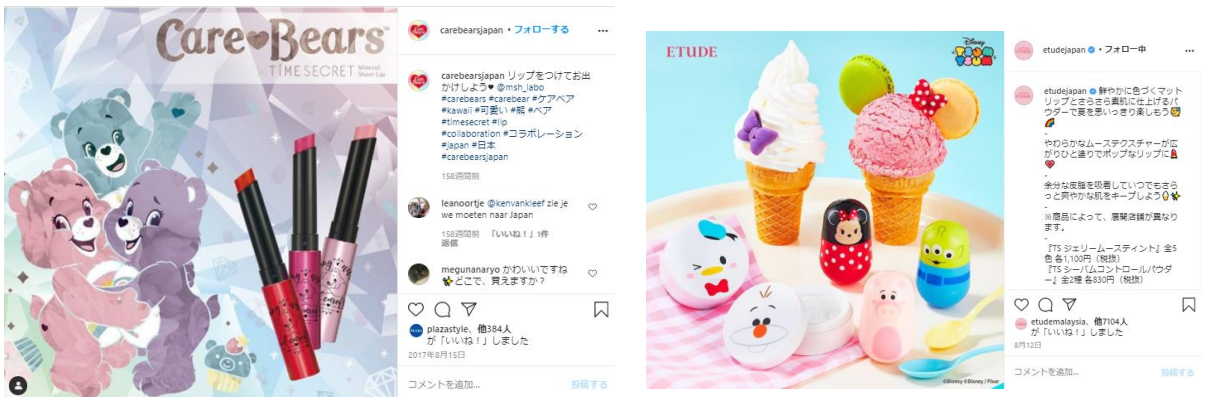 Care Bears™
×TIMESECRET Mineral
Sheer Lip
carebearsjapan • フォローする
carebearsjapan リップをつけてお出
かけしよう♥ @msh_labo
#carebears #carebear #ケアベア
#kawaii #可愛い #熊 #ベア
#timesecret #lip
#collaboration #コラボレーション
#japan #日本
#carebearsjapan
158週間前
leanoortje @kenvankleef zie je
we moeten naar Japan
158週間前 「いいね！」1件
返信
megunanaryo かわいいですね
✨どこで、買えますか？
plazastyle、他384人
が「いいね！」しました
2017年8月15日
コメントを追加... 投稿する
ETUDE
Disney
TSUM TSUM
©Disney ©Disney / Pixar
etudejapan • フォロー中
etudejapan 鮮やかに色づくマット
リップとさらさら素肌に仕上げるパ
ウダーで夏を思いっきり楽しもう
-
やわらかなムーステクスチャーが広
がりひと塗りでポップなリップに
-
余分な皮脂を吸着していつでもさら
っと爽やかな肌をキープしよう
-
※商品によって、展開店舗が異なり
ます。
-
『TS ジェリームースティント』全5
色 各1,100円（税抜）
『TS シーバムコントロールパウダ
ー』全2種 各830円（税抜）
etudemalaysia、他7104人
が「いいね！」しました
8月12日
コメントを追加... 投稿する